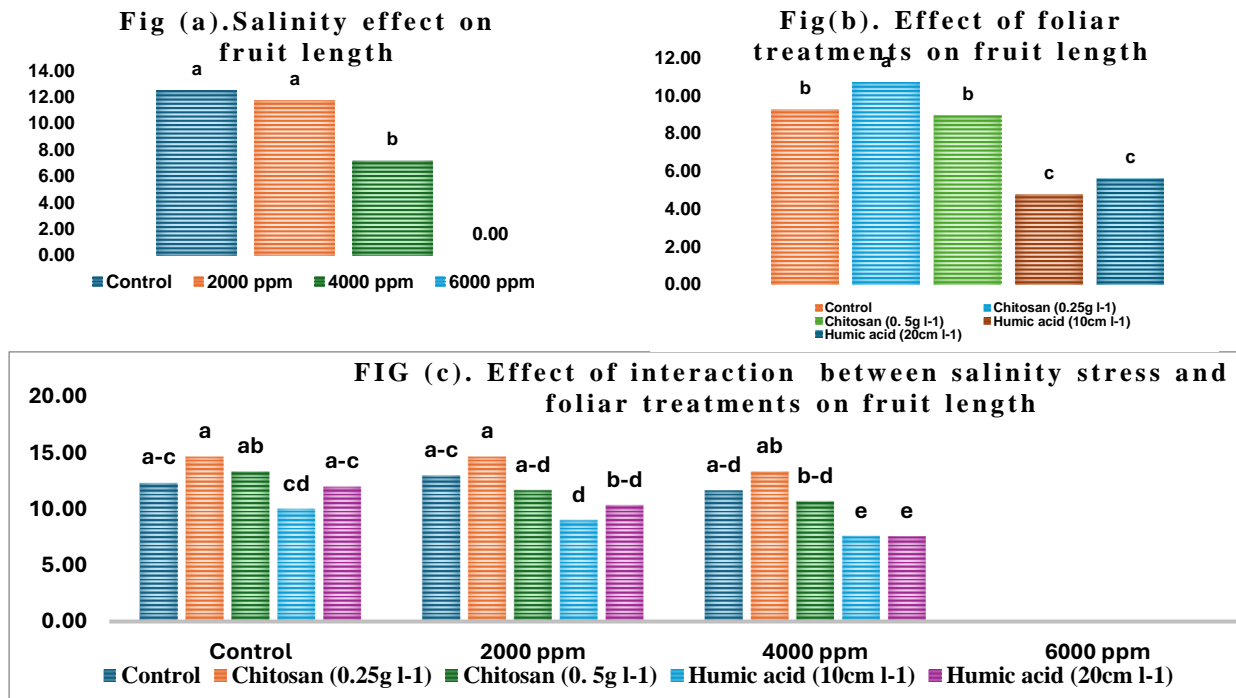 Fig (a).Salinity effect on
fruit length
14.00
12.00
10.00
8.00
6.00
4.00
2.00
0.00
a
a
b
0.00
Control 2000 ppm 4000 ppm 6000 ppm
Fig(b). Effect of foliar
treatments on fruit length
12.00
10.00
8.00
6.00
4.00
2.00
0.00
b
a
b
c
c
Control Chitosan (0.25g l-1)
Chitosan (0. 5g l-1) Humic acid (10cm l-1)
Humic acid (20cm l-1)
FIG (c). Effect of interaction between salinity stress and
foliar treatments on fruit length
20.00
15.00
10.00
5.00
0.00
a-c a ab cd a-c
a a-d d b-d
a-c
a-d ab b-d e e
Control 2000 ppm 4000 ppm 6000 ppm
Control Chitosan (0.25g l-1) Chitosan (0. 5g l-1) Humic acid (10cm l-1) Humic acid (20cm l-1)